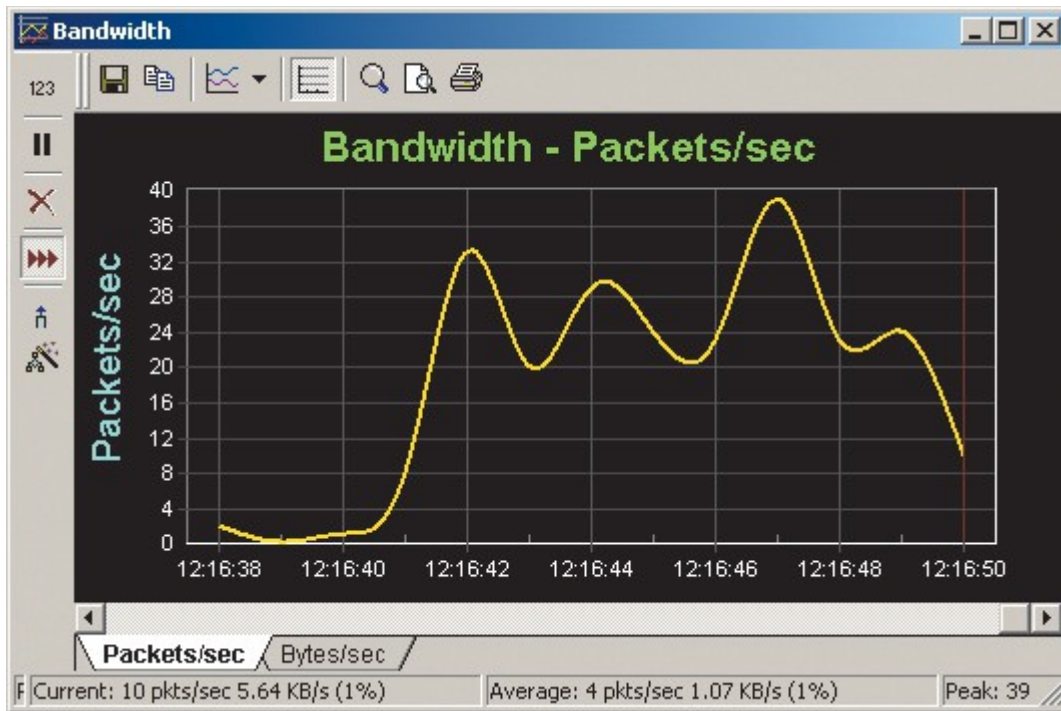 Bandwidth
123
Bandwidth - Packets/sec
Packets/sec
40
36
32
28
24
20
16
12
8
4
0
12:16:38 12:16:40 12:16:42 12:16:44 12:16:46 12:16:48 12:16:50
Packets/sec Bytes/sec
F Current: 10 pkts/sec 5.64 KB/s (1%) Average: 4 pkts/sec 1.07 KB/s (1%) Peak: 39